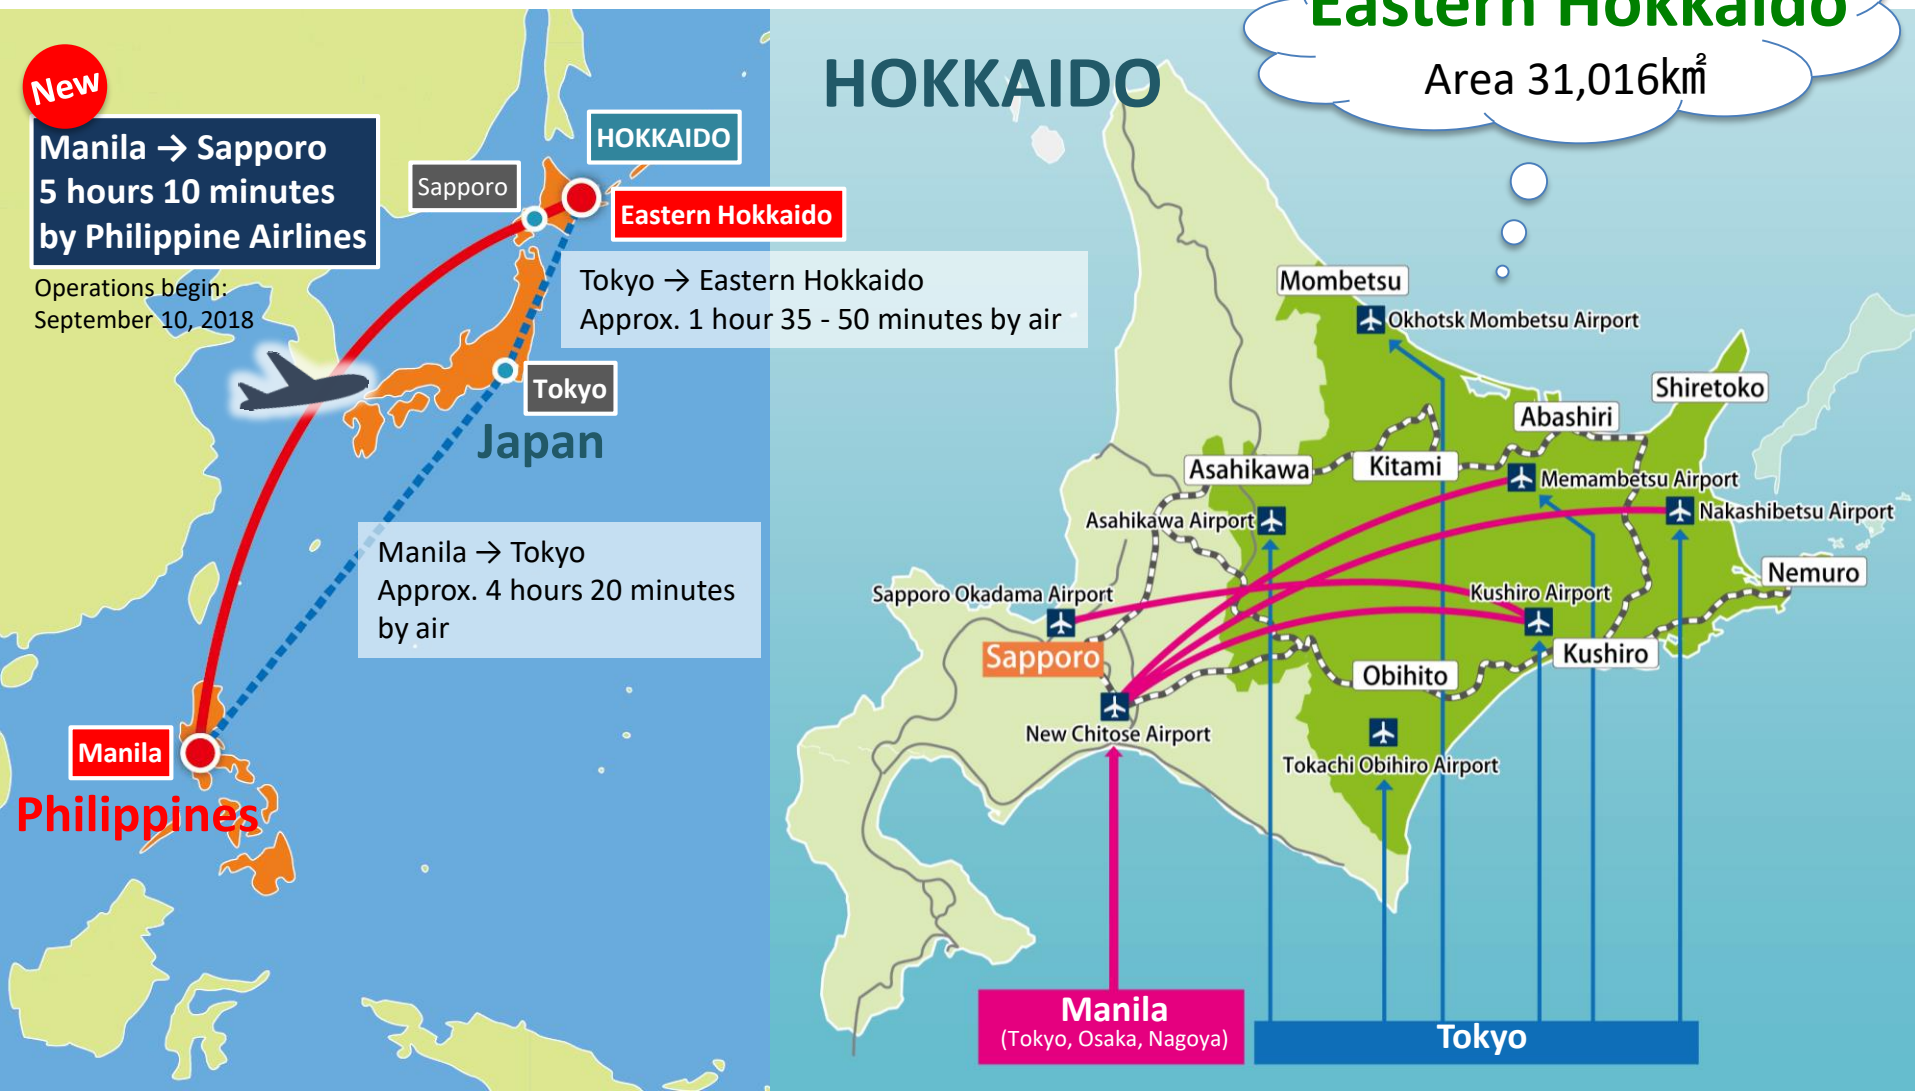 New
Manila → Sapporo
5 hours 10 minutes
by Philippine Airlines
Operations begin:
September 10, 2018
HOKKAIDO
Sapporo
Eastern Hokkaido
Tokyo → Eastern Hokkaido
Approx. 1 hour 35 - 50 minutes by air
Tokyo
Japan
Manila → Tokyo
Approx. 4 hours 20 minutes
by air
Manila
Philippines
HOKKAIDO
Eastern Hokkaido
Area 31,016k㎡
Mombetsu
Okhotsk Mombetsu Airport
Shiretoko
Abashiri
Asahikawa
Kitami
Memambetsu Airport
Nakashibetsu Airport
Asahikawa Airport
Nemuro
Sapporo Okadama Airport
Kushiro Airport
Sapporo
Kushiro
Obihito
New Chitose Airport
Tokachi Obihiro Airport
Manila
(Tokyo, Osaka, Nagoya)
Tokyo